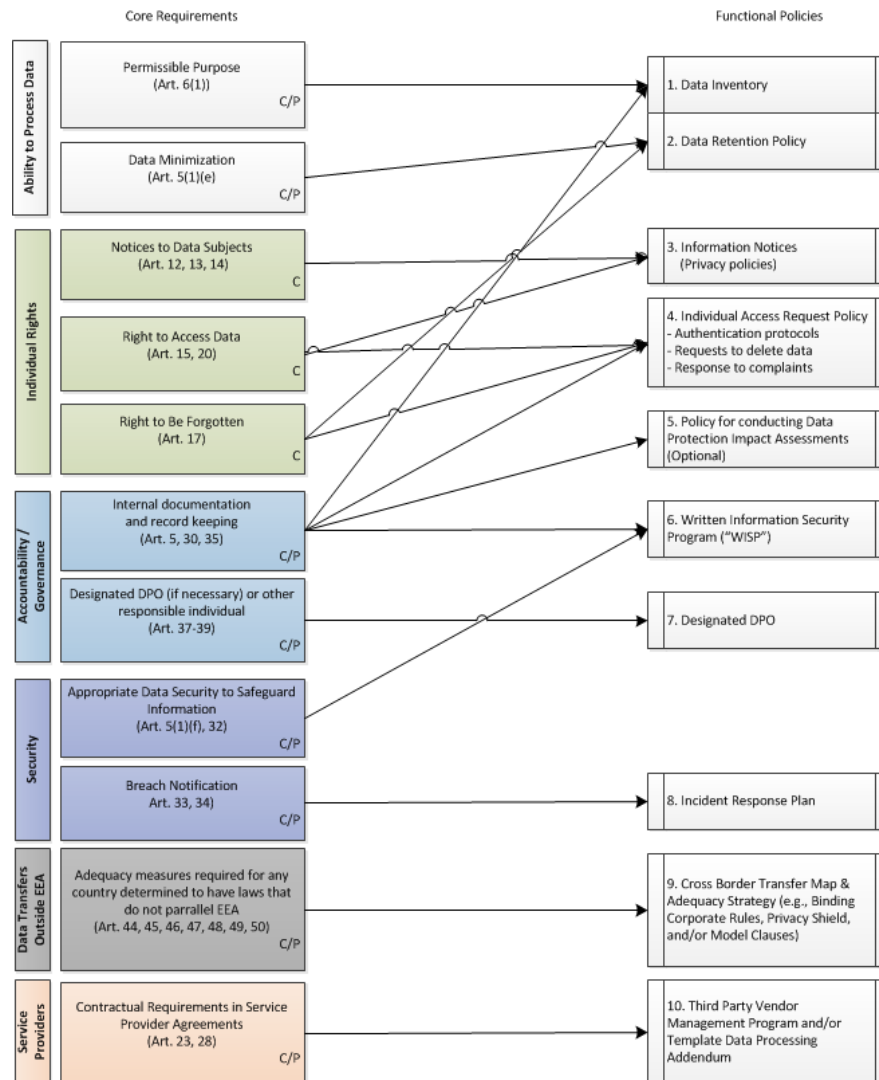 Core Requirements
Functional Policies
Ability to Process Data
Permissible Purpose
(Art. 6(1))
C/P
Data Minimization
(Art. 5(1)(e)
C/P
1. Data Inventory
2. Data Retention Policy
Individual Rights
Notices to Data Subjects
(Art. 12, 13, 14)
C
Right to Access Data
(Art. 15, 20)
C
Right to Be Forgotten
(Art. 17)
C
3. Information Notices
(Privacy policies)
4. Individual Access Request Policy
- Authentication protocols
- Requests to delete data
- Response to complaints
5. Policy for conducting Data
Protection Impact Assessments
(Optional)
Accountability /
Governance
Internal documentation
and record keeping
(Art. 5, 30, 35)
C/P
Designated DPO (if necessary) or other
responsible individual
(Art. 37-39)
C/P
6. Written Information Security
Program (“WISP”)
7. Designated DPO
Security
Appropriate Data Security to Safeguard
Information
(Art. 5(1)(f), 32)
C/P
Breach Notification
Art. 33, 34)
C/P
8. Incident Response Plan
Data Transfers
Outside EEA
Adequacy measures required for any
country determined to have laws that
do not parrallel EEA
(Art. 44, 45, 46, 47, 48, 49, 50)
C/P
9. Cross Border Transfer Map &
Adequacy Strategy (e.g., Binding
Corporate Rules, Privacy Shield,
and/or Model Clauses)
Service
Providers
Contractual Requirements in Service
Provider Agreements
(Art. 23, 28)
C/P
10. Third Party Vendor
Management Program and/or
Template Data Processing
Addendum